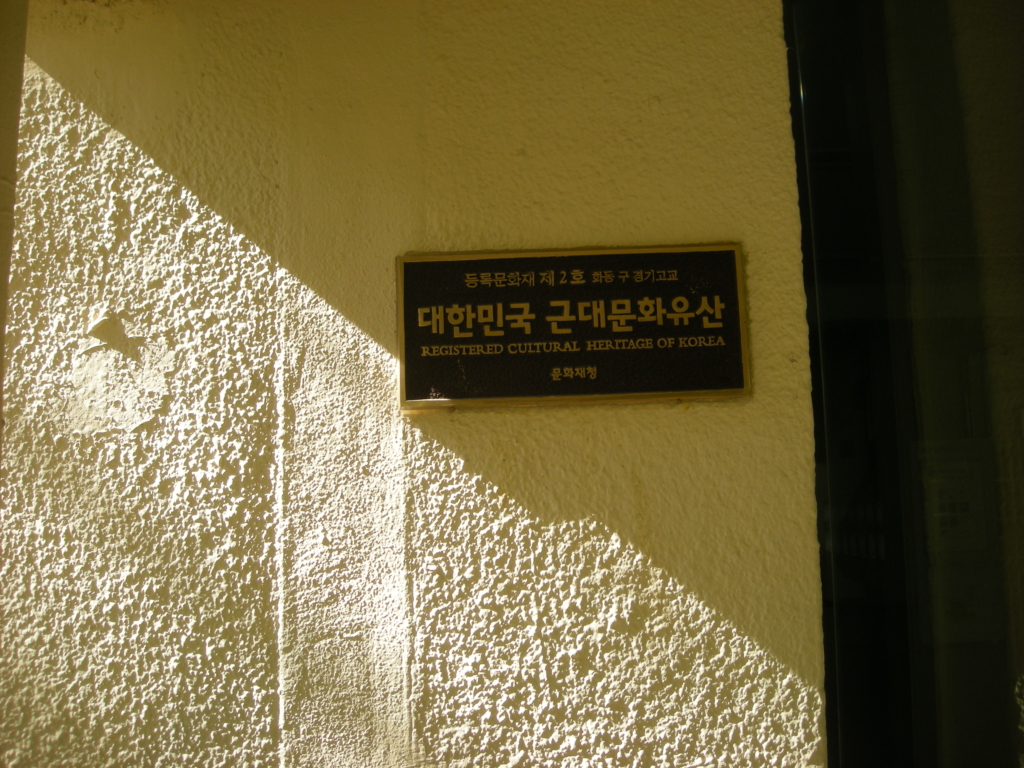 등록문화재 제 2호 화동 구 경기고교
대한민국 근대문화유산
REGISTERED CULTURAL HERITAGE OF KOREA
문화재청